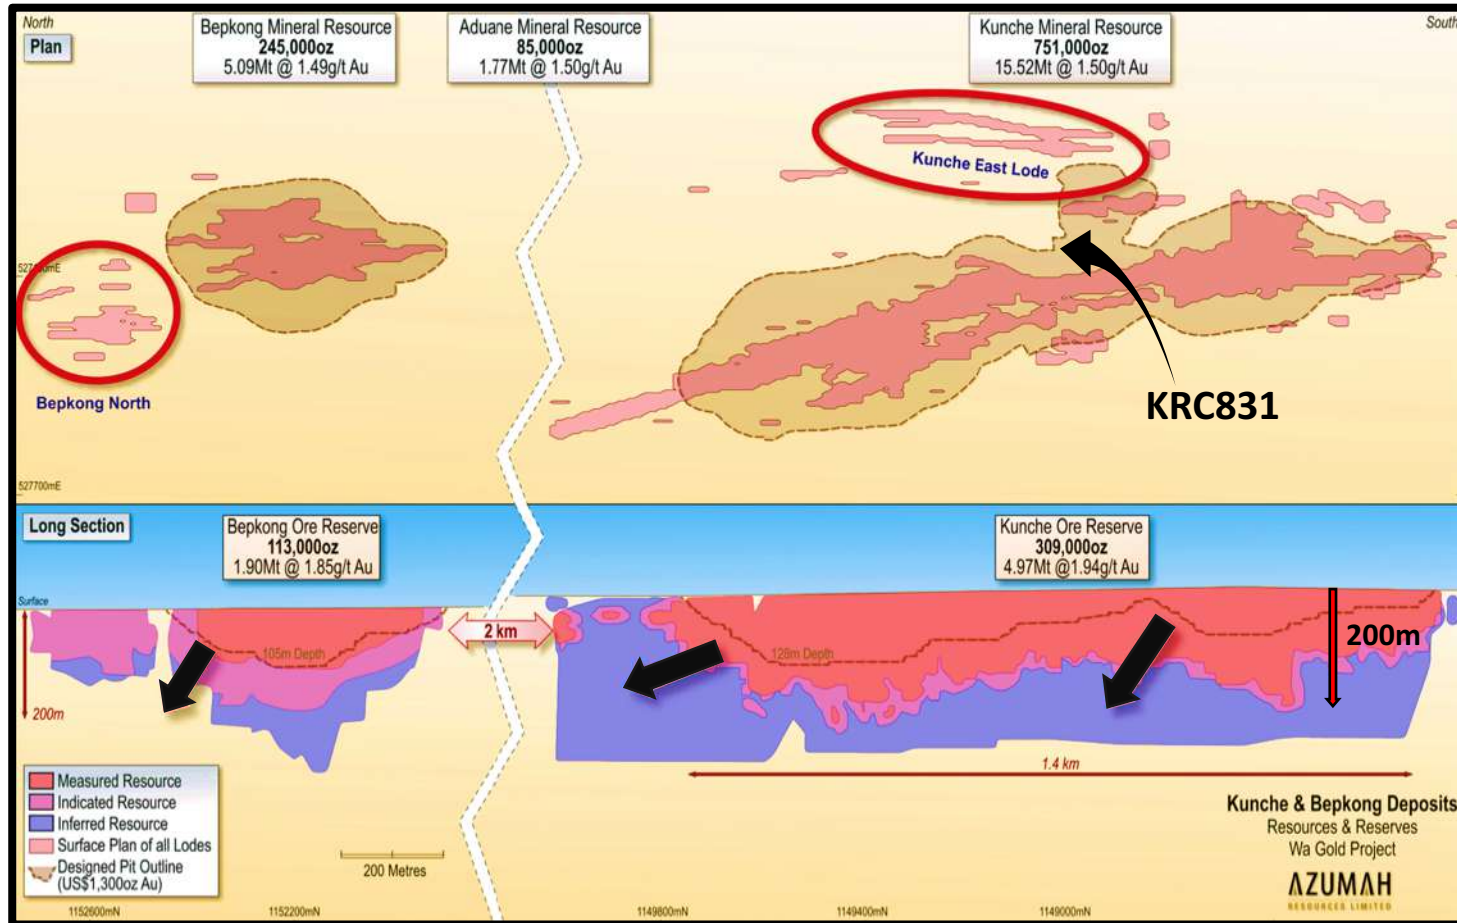 North
Plan
Bepkong Mineral Resource
245,000oz
5.09Mt @ 1.49g/t Au
Aduane Mineral Resource
85,000oz
1.77Mt @ 1.50g/t Au
Kunche Mineral Resource
751,000oz
15.52Mt @ 1.50g/t Au
South
Kunche East Lode
Bepkong North
KRC831
527700mE
Long Section
Bepkong Ore Reserve
113,000oz
1.90Mt @ 1.85g/t Au
Kunche Ore Reserve
309,000oz
4.97Mt @1.94g/t Au
Surface
2 km
200m
105m Depth
128m Depth
200m
1.4 km
Measured Resource
Indicated Resource
Inferred Resource
Surface Plan of all Lodes
Designed Pit Outline
(US$1,300oz Au)
200 Metres
Kunche & Bepkong Deposits
Resources & Reserves
Wa Gold Project
AZUMAH
RESOURCES LIMITED
1152600mN
1152200mN
1149800mN
1149400mN
1149000mN